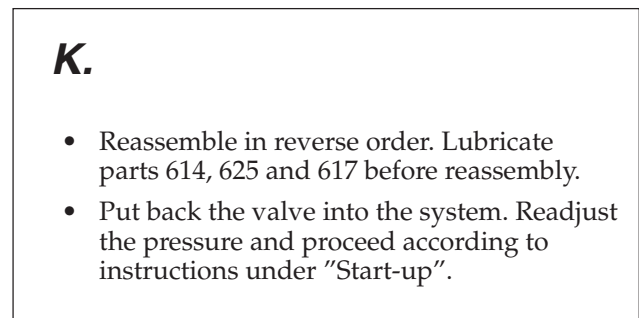 K.
• Reassemble in reverse order. Lubricate
parts 614, 625 and 617 before reassembly.
• Put back the valve into the system. Readjust
the pressure and proceed according to
instructions under ″Start-up″.